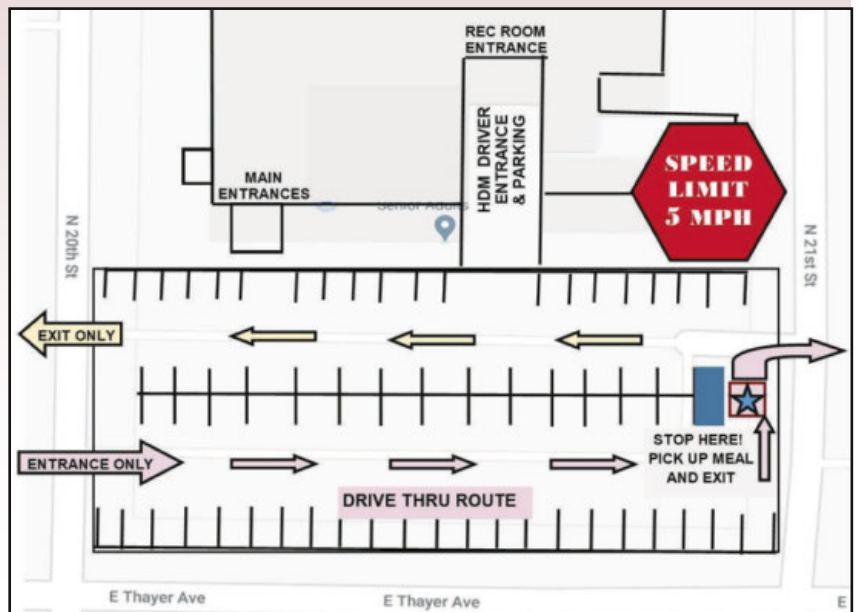 REC ROOM
ENTRANCE
HDM DRIVER
ENTRANCE
& PARKING
SPEED
LIMIT
5 MPH
MAIN
ENTRANCES
N 20th St
N 21st St
EXIT ONLY
ENTRANCE ONLY
STOP HERE!
PICK UP MEAL
AND EXIT
DRIVE THRU ROUTE
E Thayer Ave
E Thayer Ave
E